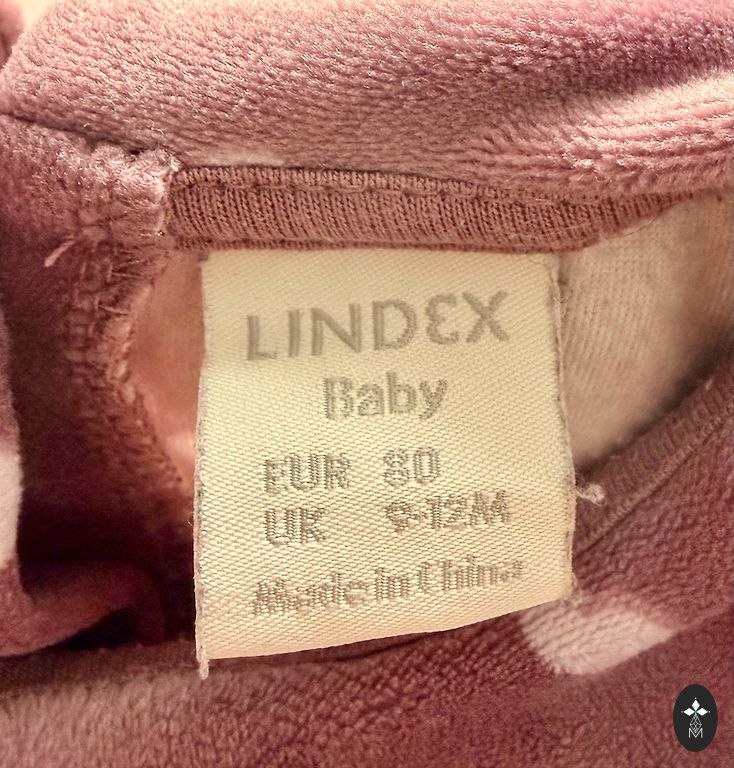 LINDEX
Baby
EUR 80
UK 9-12M
Made in China
M